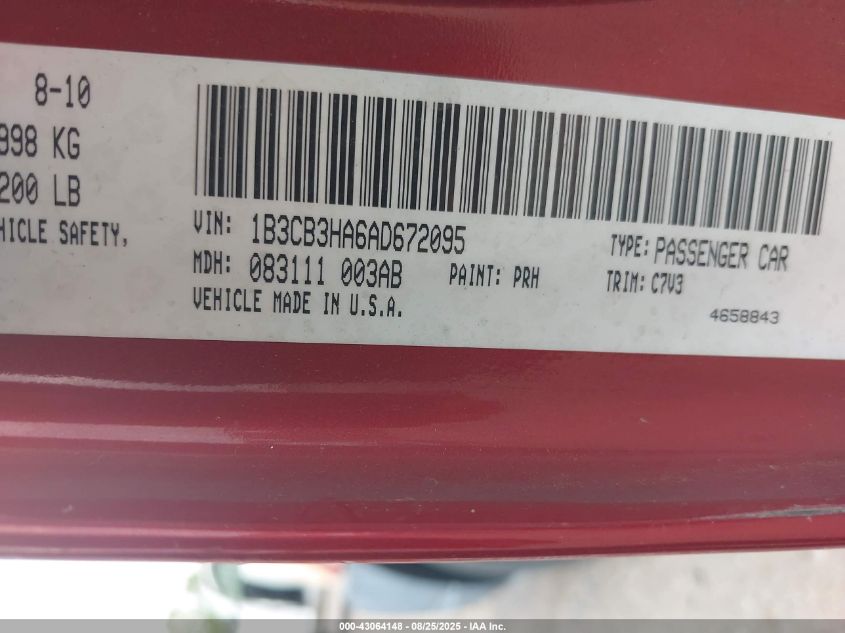 8-10
998 KG
200 LB
HICLE SAFETY,
VIN: 1B3CB3HA6AD672095
TYPE: PASSENGER CAR
MDH: 083111 003AB
PAINT: PRH
TRIM: C7V3
VEHICLE MADE IN U.S.A.
4658843
000-43064148 - 08/25/2025 - IAA Inc.